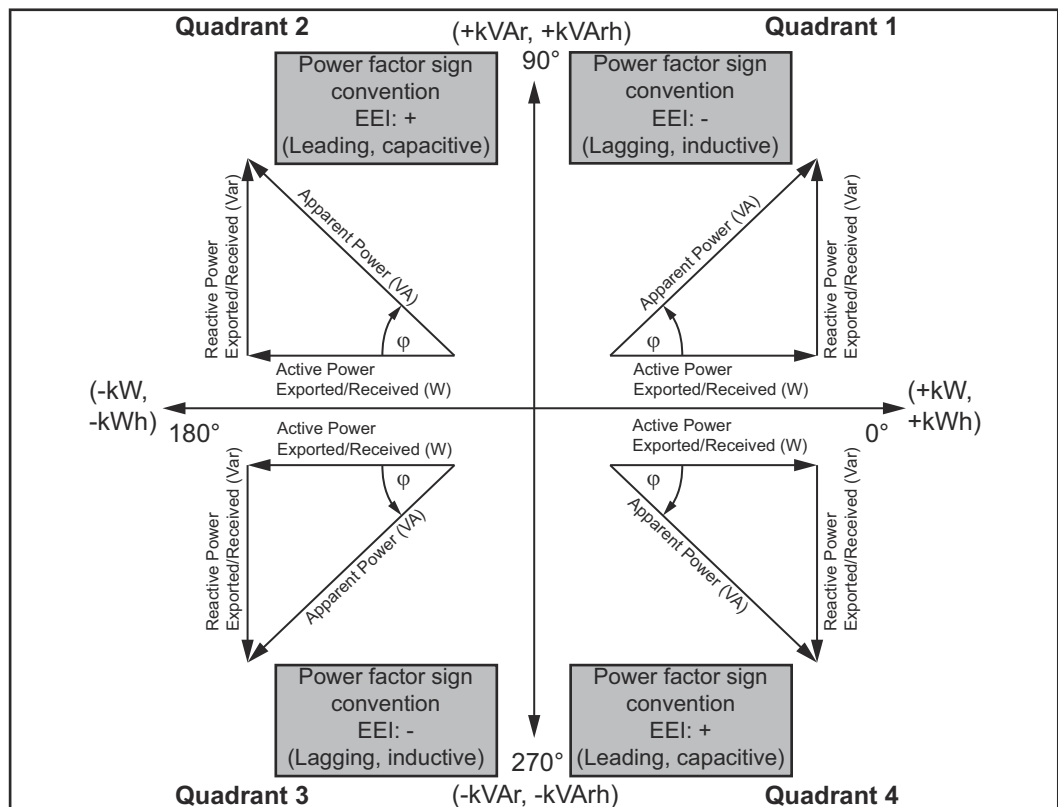 Quadrant 2
(+kVAr, +kVArh)
Quadrant 1
90°
Power factor sign
convention
EEI: +
(Leading, capacitive)
Power factor sign
convention
EEI: -
(Lagging, inductive)
Reactive Power
Exported/Received (Var)
Apparent Power (VA)
φ
Active Power
Exported/Received (W)
Apparent Power (VA)
Reactive Power
Exported/Received (Var)
φ
Active Power
Exported/Received (W)
(-kW,
-kWh)
180°
(+kW,
+kWh)
0°
Active Power
Exported/Received (W)
φ
Reactive Power
Exported/Received (Var)
Apparent Power (VA)
Active Power
Exported/Received (W)
φ
Apparent Power (VA)
Reactive Power
Exported/Received (Var)
Power factor sign
convention
EEI: -
(Lagging, inductive)
Power factor sign
convention
EEI: +
(Leading, capacitive)
270°
Quadrant 3
(-kVAr, -kVArh)
Quadrant 4